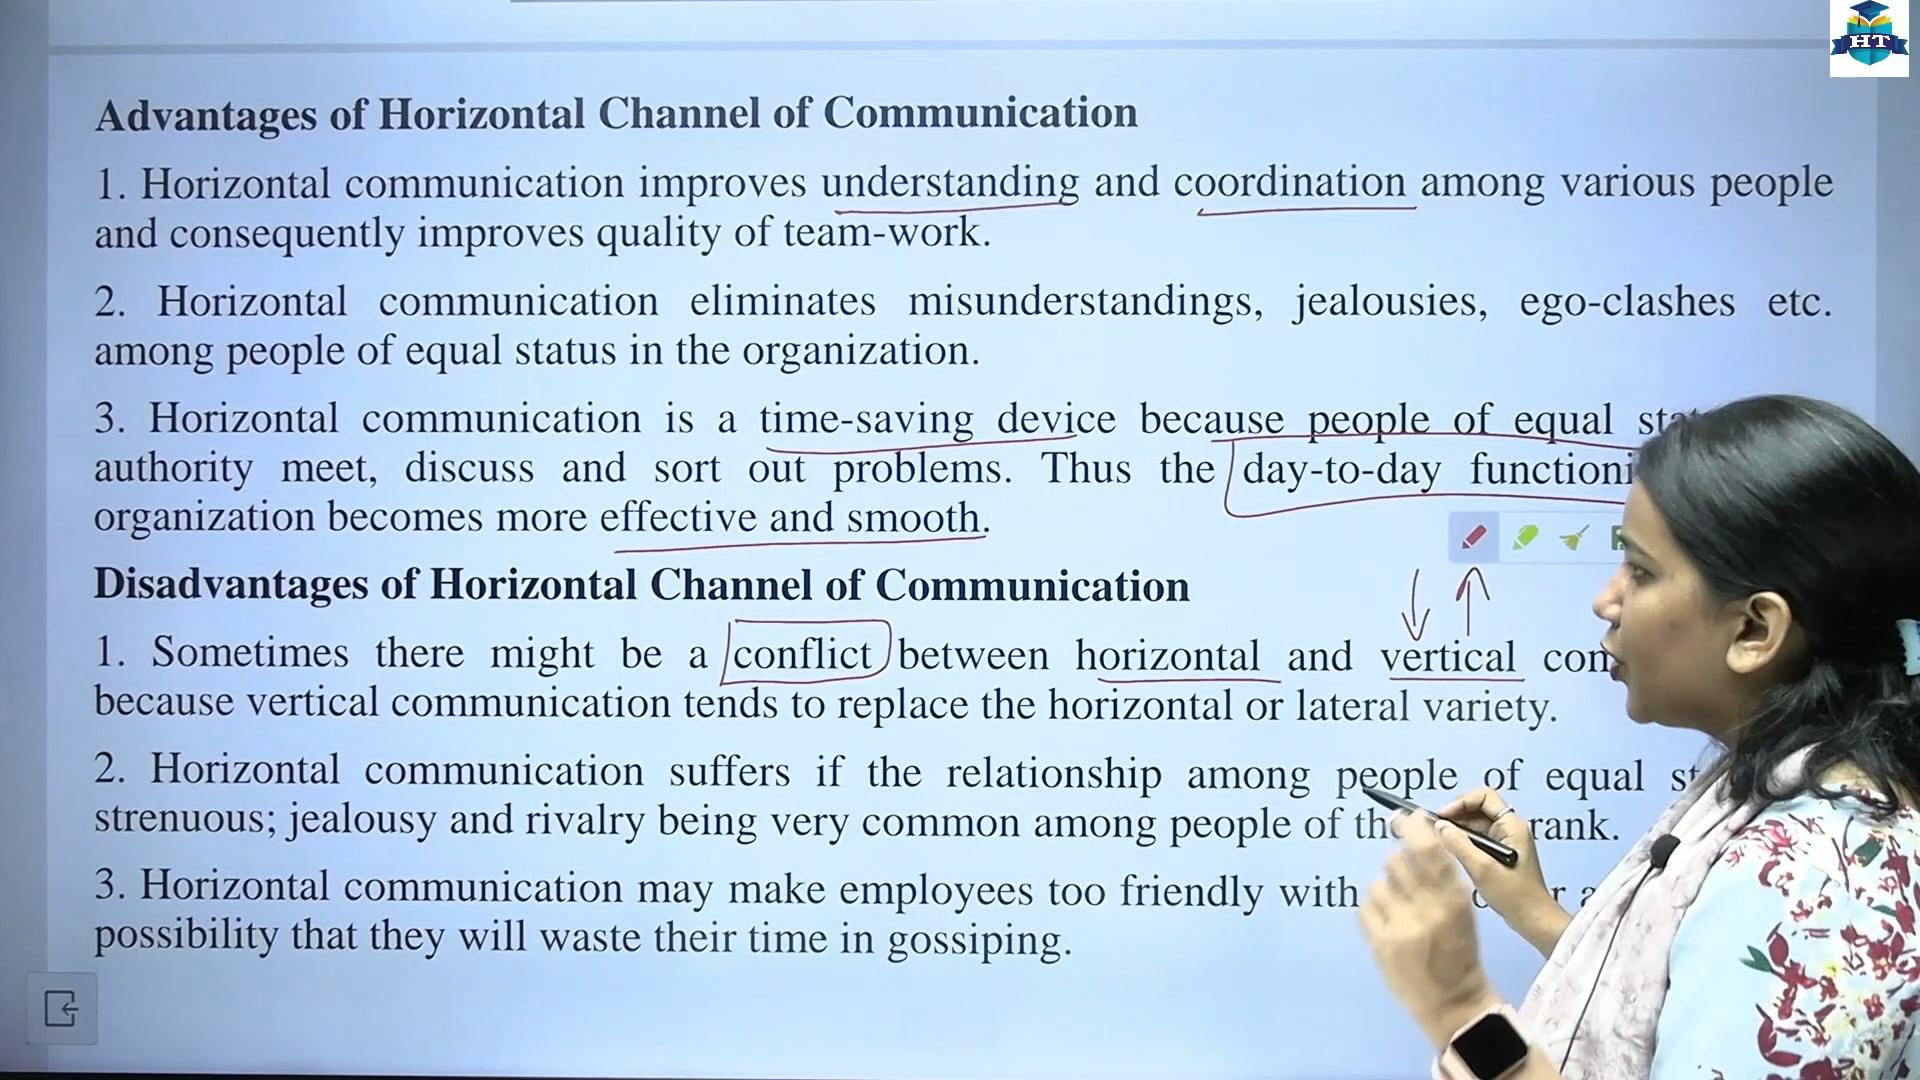 HT
Advantages of Horizontal Channel of Communication
1. Horizontal communication improves understanding and coordination among various people
and consequently improves quality of team-work.
2. Horizontal communication eliminates misunderstandings, jealousies, ego-clashes etc.
among people of equal status in the organization.
3. Horizontal communication is a time-saving device because people of equal
authority meet, discuss and sort out problems. Thus the day-to-day
organization becomes more effective and smooth.
Disadvantages of Horizontal Channel of Communication
1. Sometimes there might be a conflict between horizontal and vertical
because vertical communication tends to replace the horizontal or lateral variety.
2. Horizontal communication suffers if the relationship among people of equal
strenuous; jealousy and rivalry being very common among people of rank.
3. Horizontal communication may make employees too friendly with
possibility that they will waste their time in gossiping.